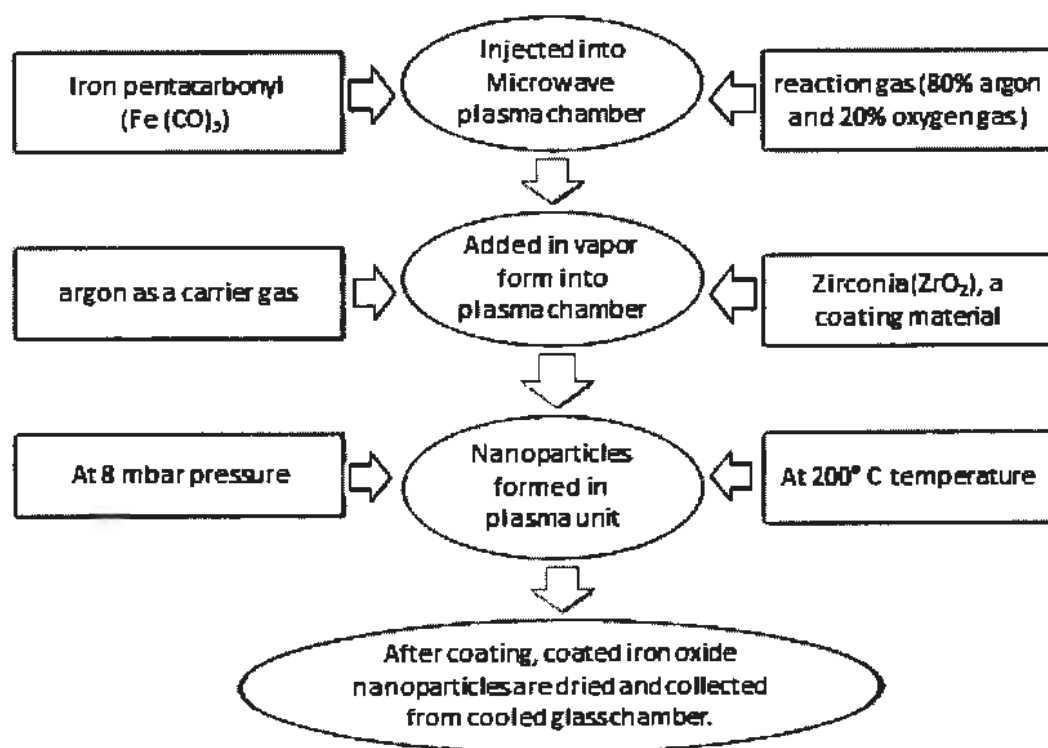 Iron pentacarbonyl
(Fe (CO)₅)
Injected into
Microwave
plasma chamber
reaction gas (80% argon
and 20% oxygen gas)
argon as a carrier gas
Added in vapor
form into
plasma chamber
Zirconia(ZrO₂), a
coating material
At 8 mbar pressure
Nanoparticles
formed in
plasma unit
At 200° C temperature
After coating, coated iron oxide
nanoparticles are dried and collected
from cooled glass chamber.